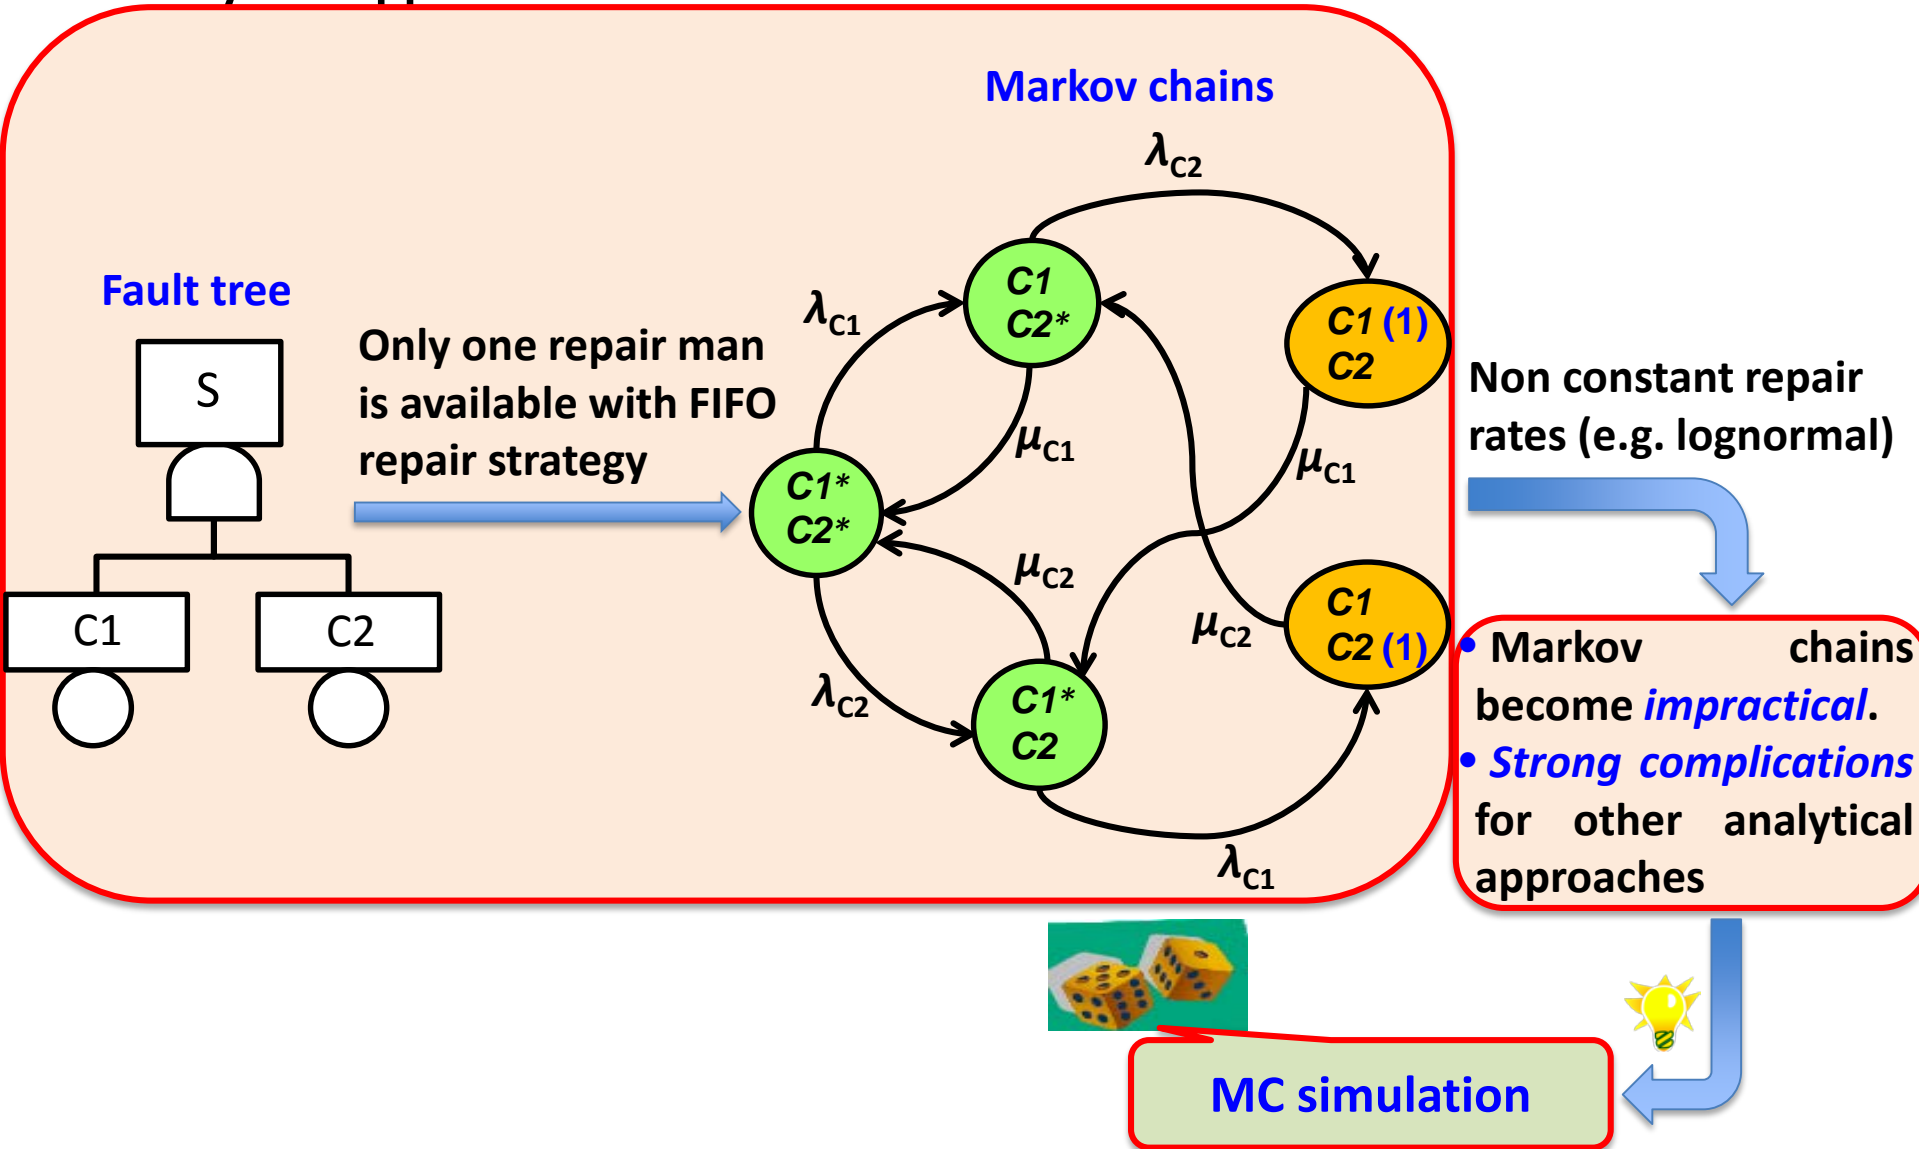 Markov chains
λC2
Fault tree
λC1
C1
C2*
C1 (1)
C2
Only one repair man
is available with FIFO
repair strategy
S
μC1
μC1
Non constant repair
rates (e.g. lognormal)
C1*
C2*
μC2
μC2
C1
C2 (1)
C1
C2
λC2
C1*
C2
λC1
• Markov chains
become impractical.
• Strong complications
for other analytical
approaches
MC simulation